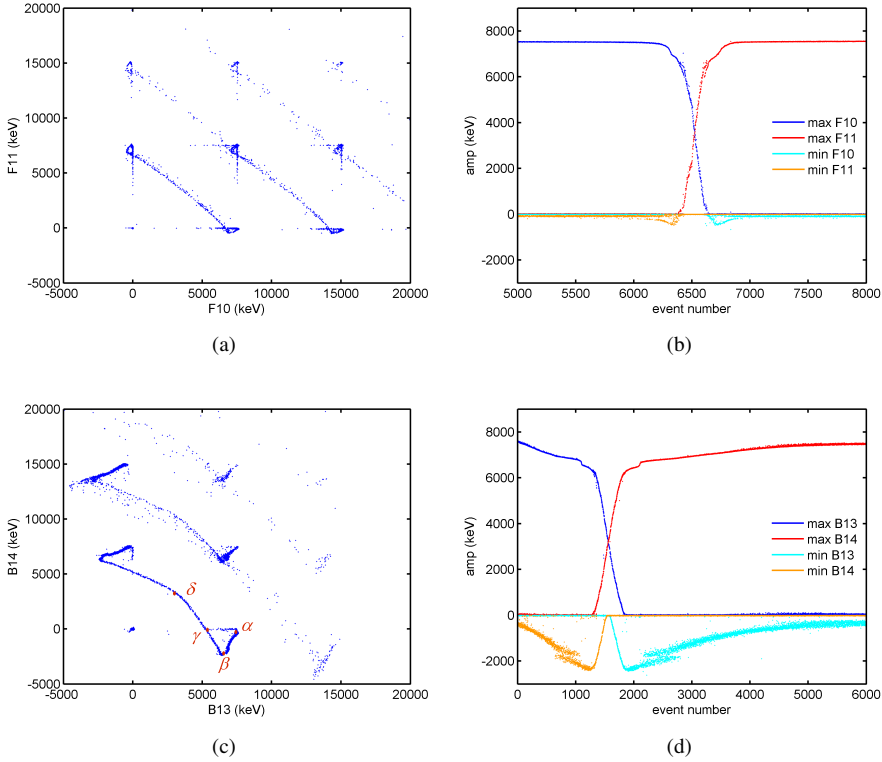 20000
15000
10000
5000
0
-5000
F11 (keV)
-5000 0 5000 10000 15000 20000
F10 (keV)
(a)
8000
6000
4000
2000
0
-2000
amp (keV)
max F10
max F11
min F10
min F11
5000 5500 6000 6500 7000 7500 8000
event number
(b)
20000
15000
10000
5000
0
-5000
B14 (keV)
δ
γ
α
β
-5000 0 5000 10000 15000 20000
B13 (keV)
(c)
8000
6000
4000
2000
0
-2000
amp (keV)
max B13
max B14
min B13
min B14
0 1000 2000 3000 4000 5000 6000
event number
(d)